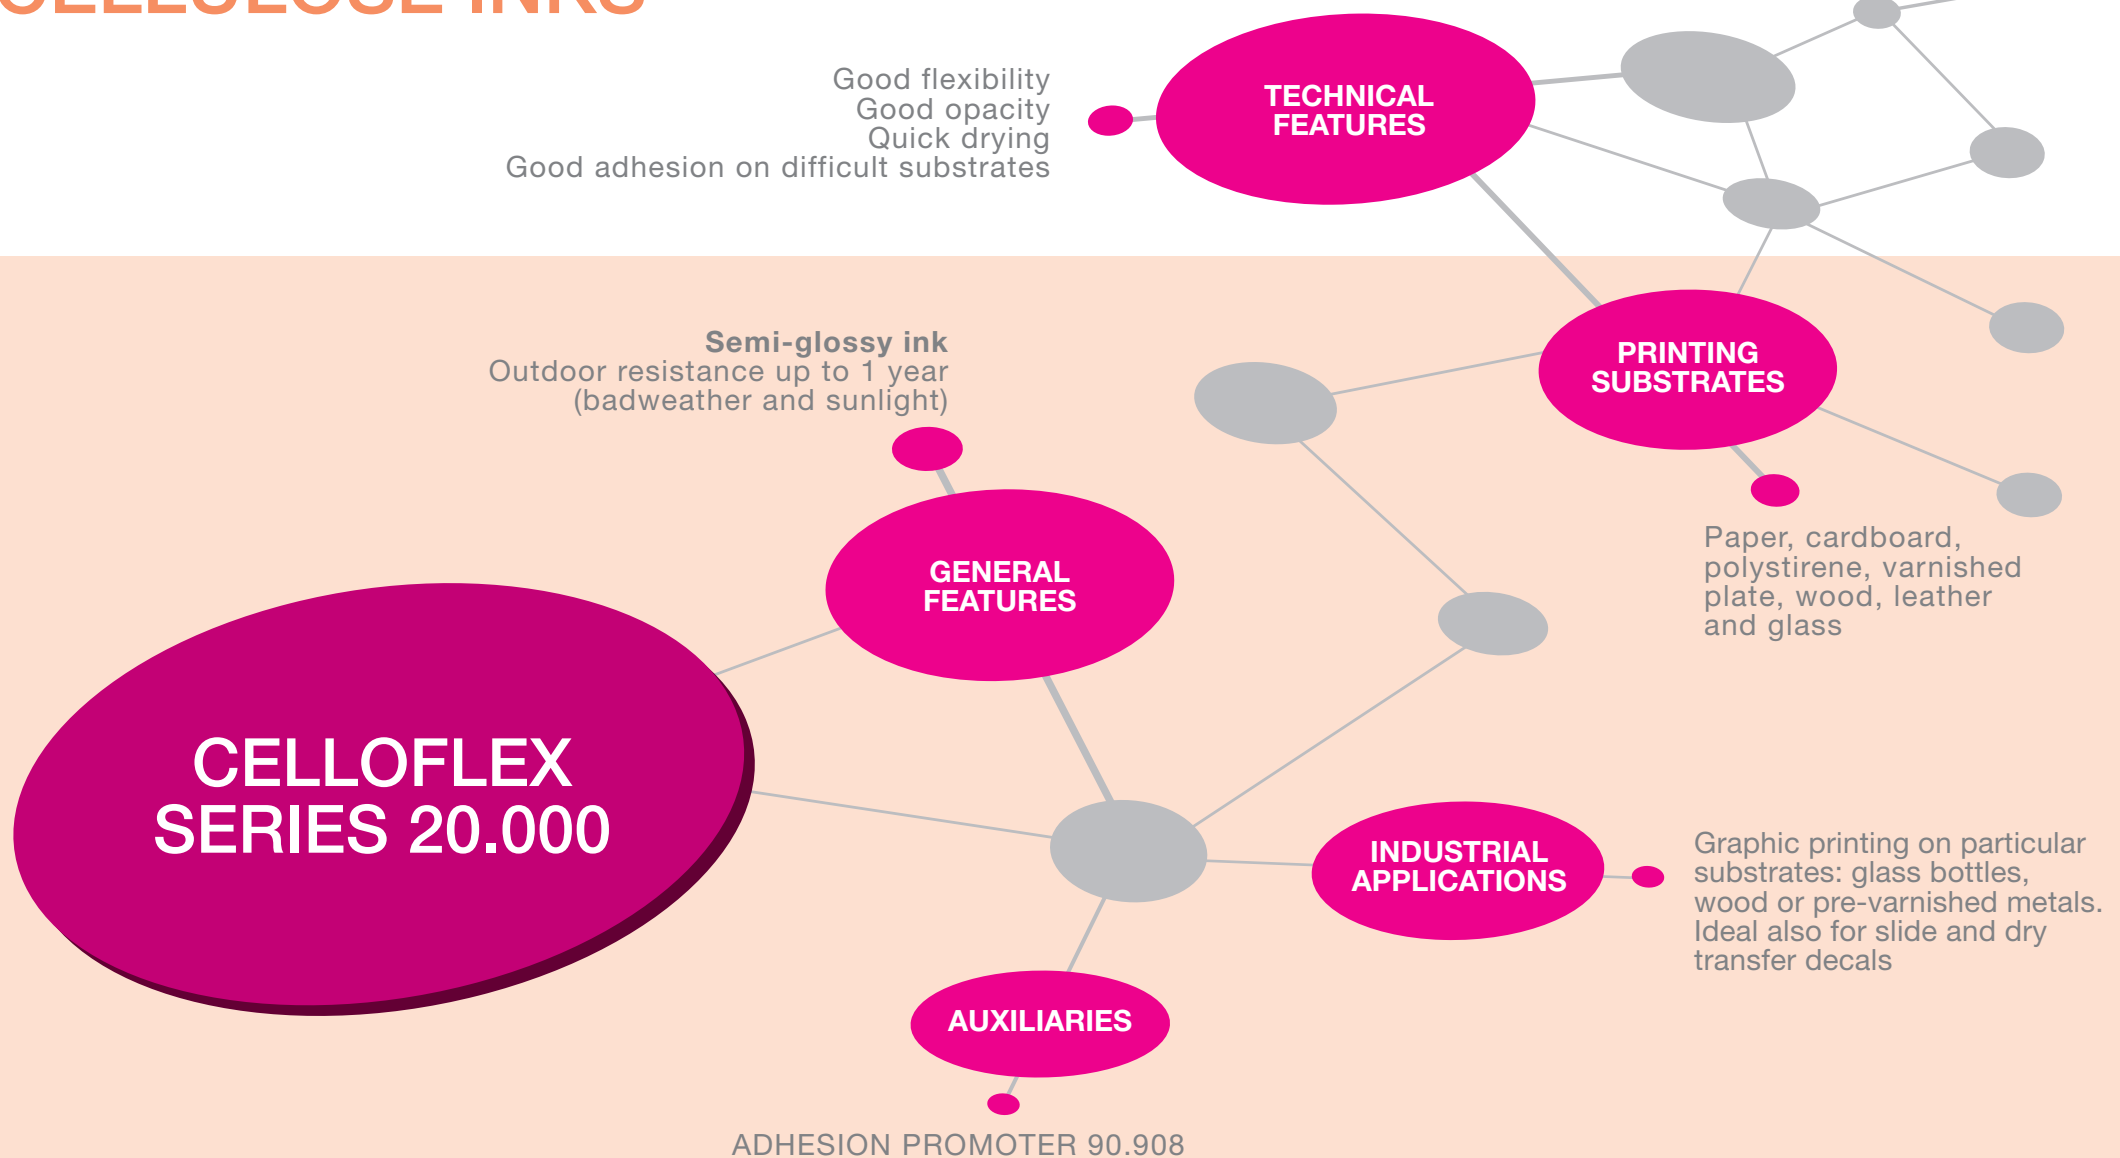 CELLULOSE INKS
Good flexibility
Good opacity
Quick drying
Good adhesion on difficult substrates
TECHNICAL
FEATURES
Semi-glossy ink
Outdoor resistance up to 1 year
(badweather and sunlight)
PRINTING
SUBSTRATES
Paper, cardboard,
polystirene, varnished
plate, wood, leather
and glass
GENERAL
FEATURES
CELLOFLEX
SERIES 20.000
INDUSTRIAL
APPLICATIONS
Graphic printing on particular
substrates: glass bottles,
wood or pre-varnished metals.
Ideal also for slide and dry
transfer decals
AUXILIARIES
ADHESION PROMOTER 90.908